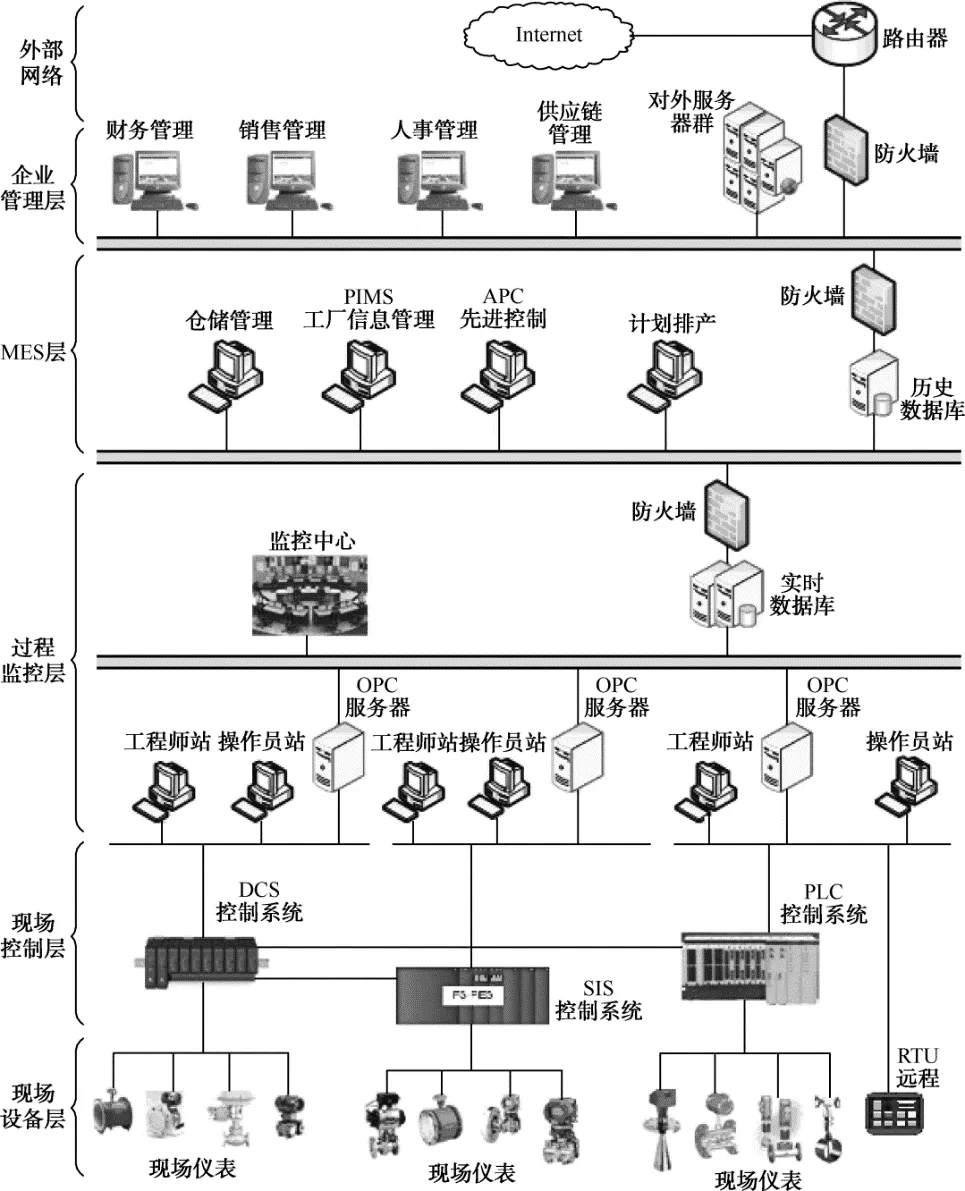 外部
网络
Internet
路由器
企业
管理层
财务管理
销售管理
人事管理
供应链
管理
对外服务
器群
防火墙
MES层
仓储管理
PIMS
工厂信息管理
APC
先进控制
计划排产
防火墙
历史
数据库
过程
监控层
监控中心
防火墙
实时
数据库
OPC
服务器
OPC
服务器
OPC
服务器
工程师站
操作员站
工程师站
操作员站
工程师站
操作员站
现场
控制层
DCS
控制系统
SIS
控制系统
PLC
控制系统
现场
设备层
RTU
远程
现场仪表
现场仪表
现场仪表